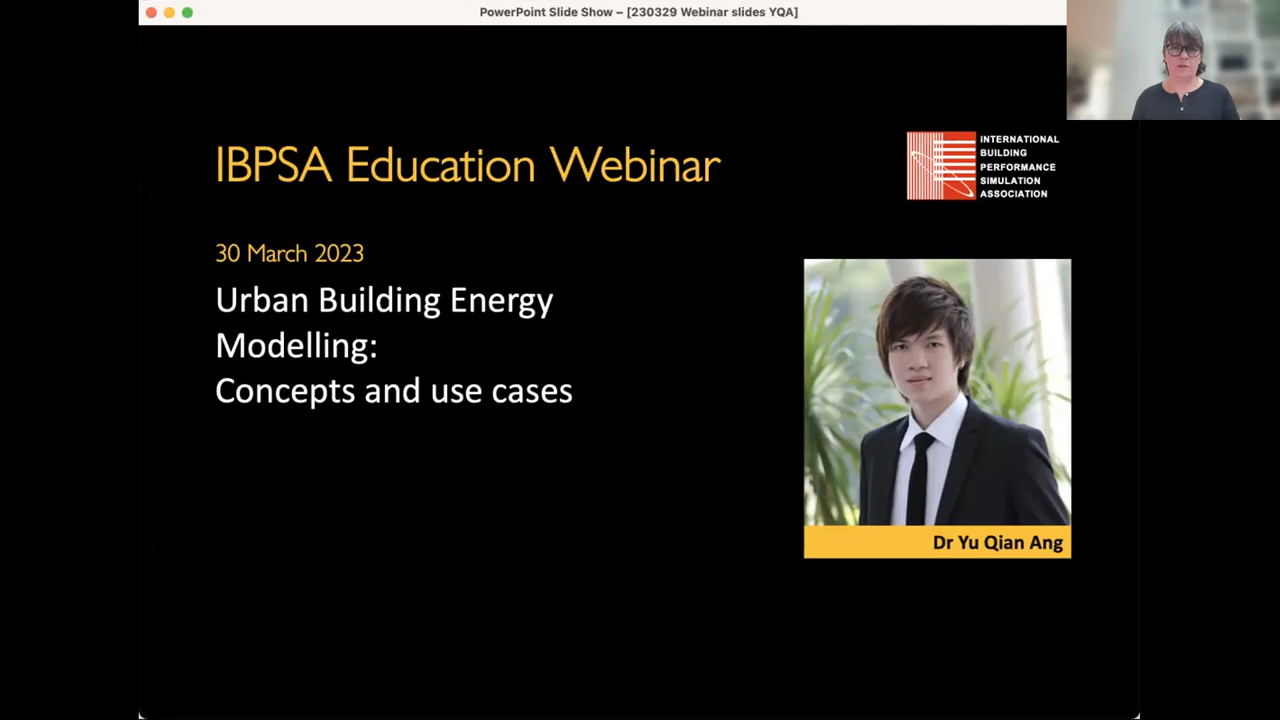 PowerPoint Slide Show – [230329 Webinar slides YQA]
IBPSA Education Webinar
INTERNATIONAL
BUILDING
PERFORMANCE
SIMULATION
ASSOCIATION
30 March 2023
Urban Building Energy
Modelling:
Concepts and use cases
Dr Yu Qian Ang